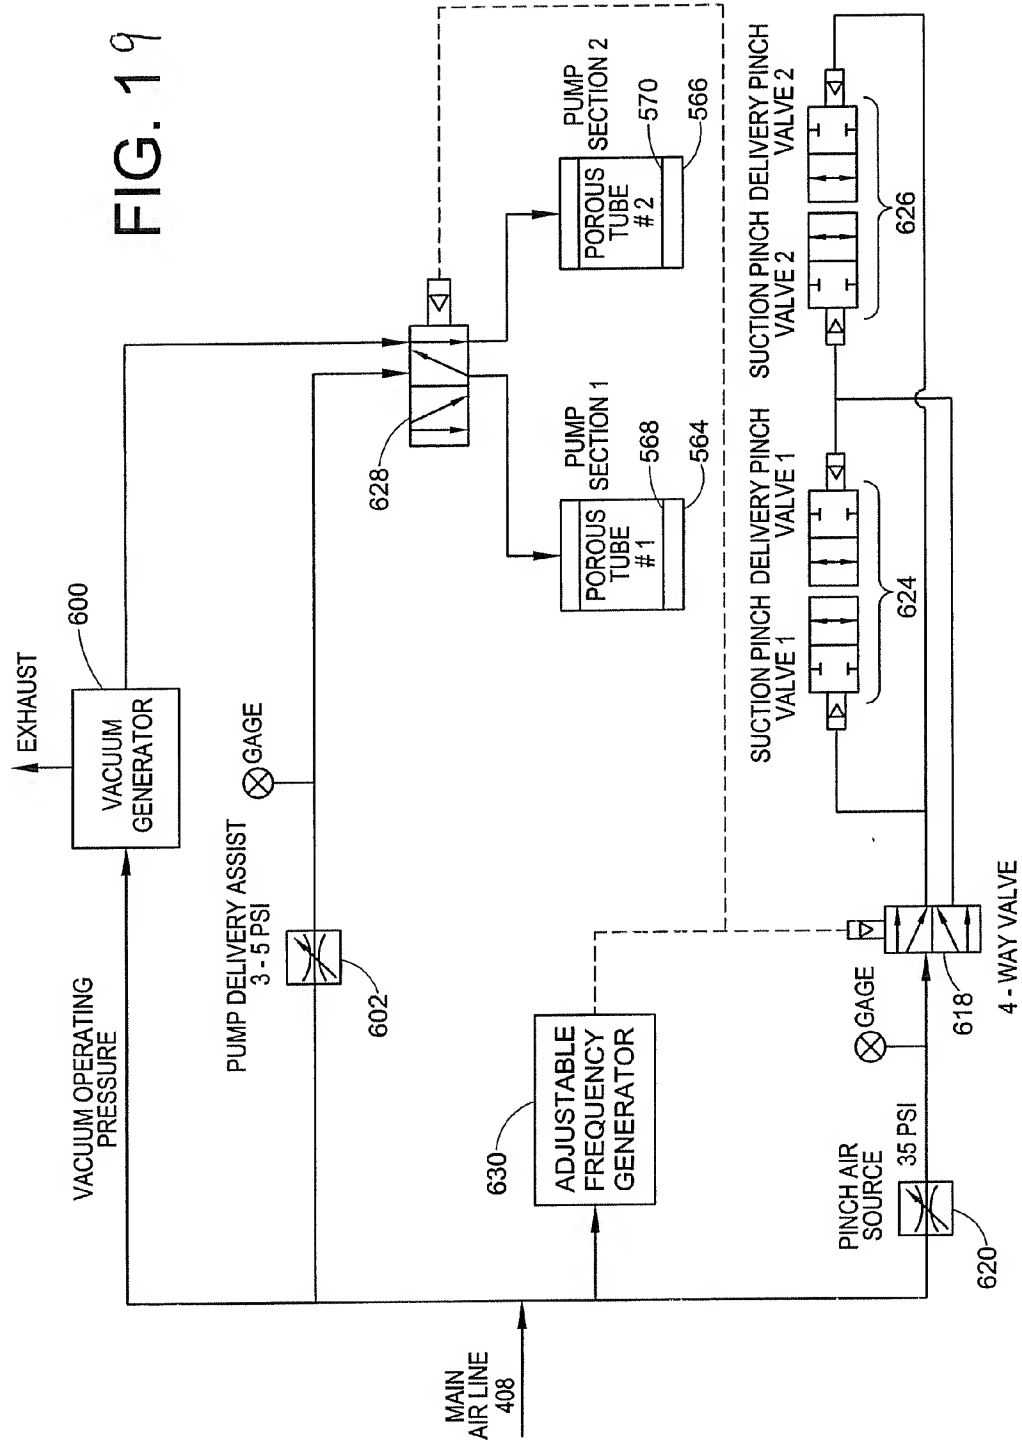 FIG. 19
EXHAUST
600
VACUUM
GENERATOR
VACUUM OPERATING
PRESSURE
PUMP DELIVERY ASSIST
3 - 5 PSI
GAGE
602
628
PUMP
SECTION 1
POROUS
TUBE
# 1
568
564
PUMP
SECTION 2
POROUS
TUBE
# 2
570
566
MAIN
AIR LINE
408
630
ADJUSTABLE
FREQUENCY
GENERATOR
PINCH AIR
SOURCE
35 PSI
620
GAGE
618
4 - WAY VALVE
SUCTION PINCH
VALVE 1
DELIVERY PINCH
VALVE 1
624
SUCTION PINCH
VALVE 2
DELIVERY PINCH
VALVE 2
626